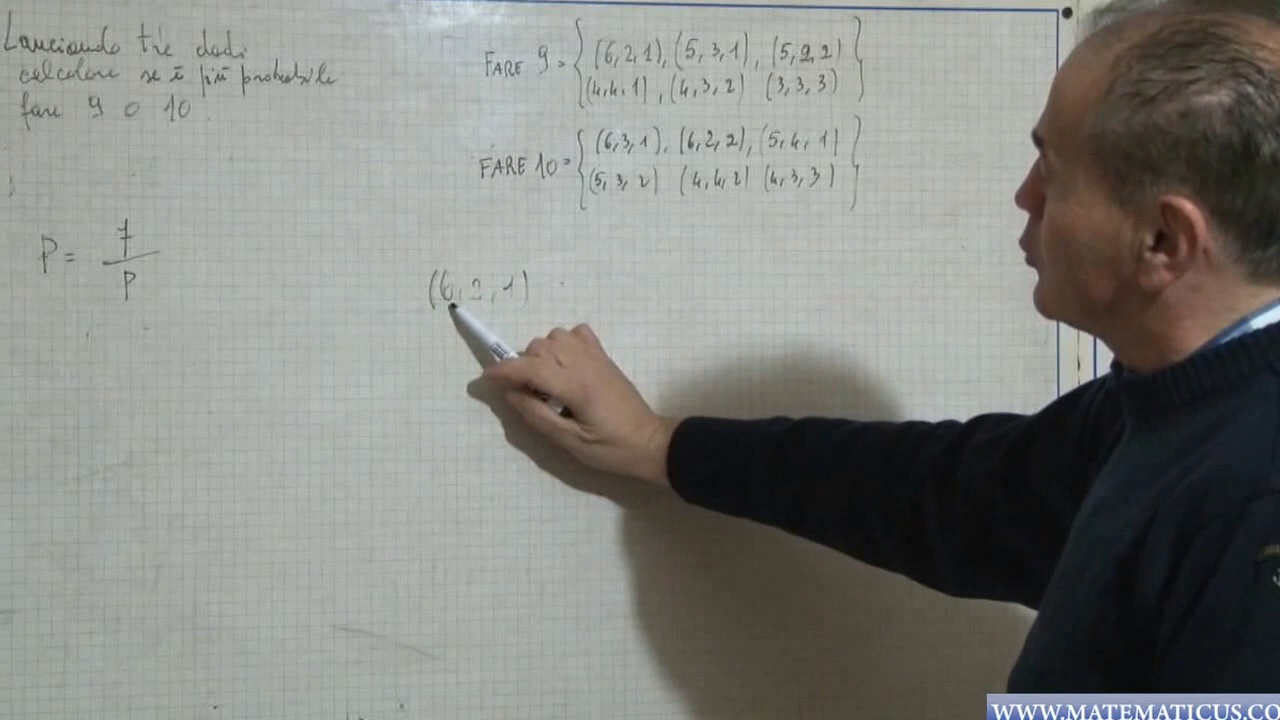 Lanciando tre dadi
calcolare se è più probabile
fare 9 o 10
FARE 9 = { (6,2,1), (5,3,1), (5,2,2)
(4,4,1), (4,3,2) (3,3,3) }
FARE 10 = { (6,3,1), (6,2,2), (5,4,1)
(5,3,2) (4,4,2) (4,3,3) }
P = f
p
(6,2,1)
WWW.MATEMATICUS.CO